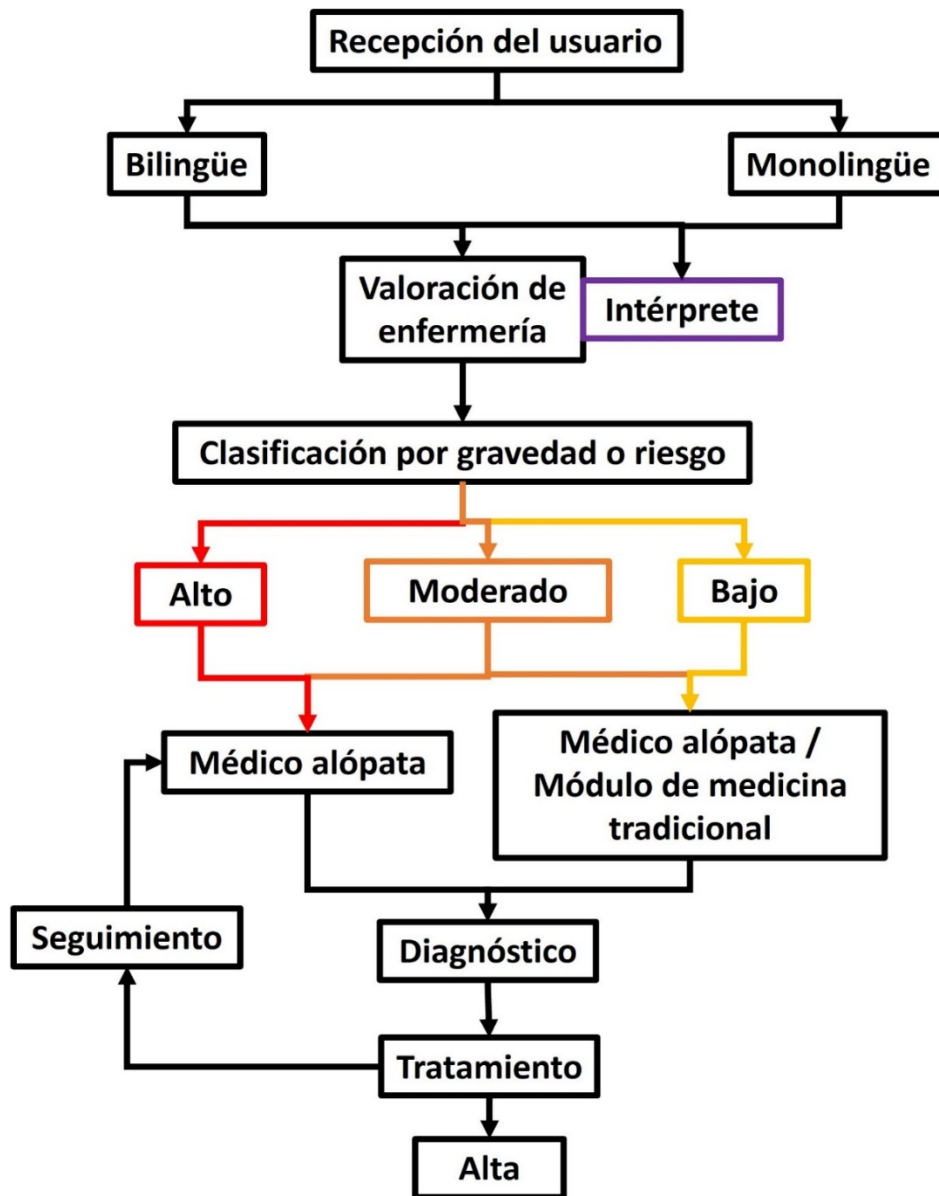 Recepción del usuario
Bilingüe
Monolingüe
Valoración de
enfermería
Intérprete
Clasificación por gravedad o riesgo
Alto
Moderado
Bajo
Médico alópata
Médico alópata /
Módulo de medicina
tradicional
Seguimiento
Diagnóstico
Tratamiento
Alta